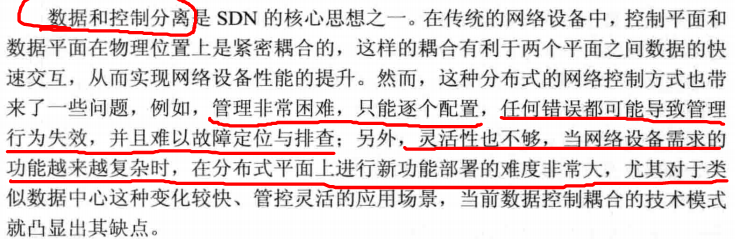 数据和控制分离是 SDN 的核心思想之一。在传统的网络设备中，控制平面和
数据平面在物理位置上是紧密耦合的，这样的耦合有利于两个平面之间数据的快
速交互，从而实现网络设备性能的提升。然而，这种分布式的网络控制方式也带
来了一些问题，例如，管理非常困难，只能逐个配置，任何错误都可能导致管理
行为失效，并且难以故障定位与排查；另外，灵活性也不够，当网络设备需求的
功能越来越复杂时，在分布式平面上进行新功能部署的难度非常大，尤其对于类
似数据中心这种变化较快、管控灵活的应用场景，当前数据控制耦合的技术模式
就凸显出其缺点。